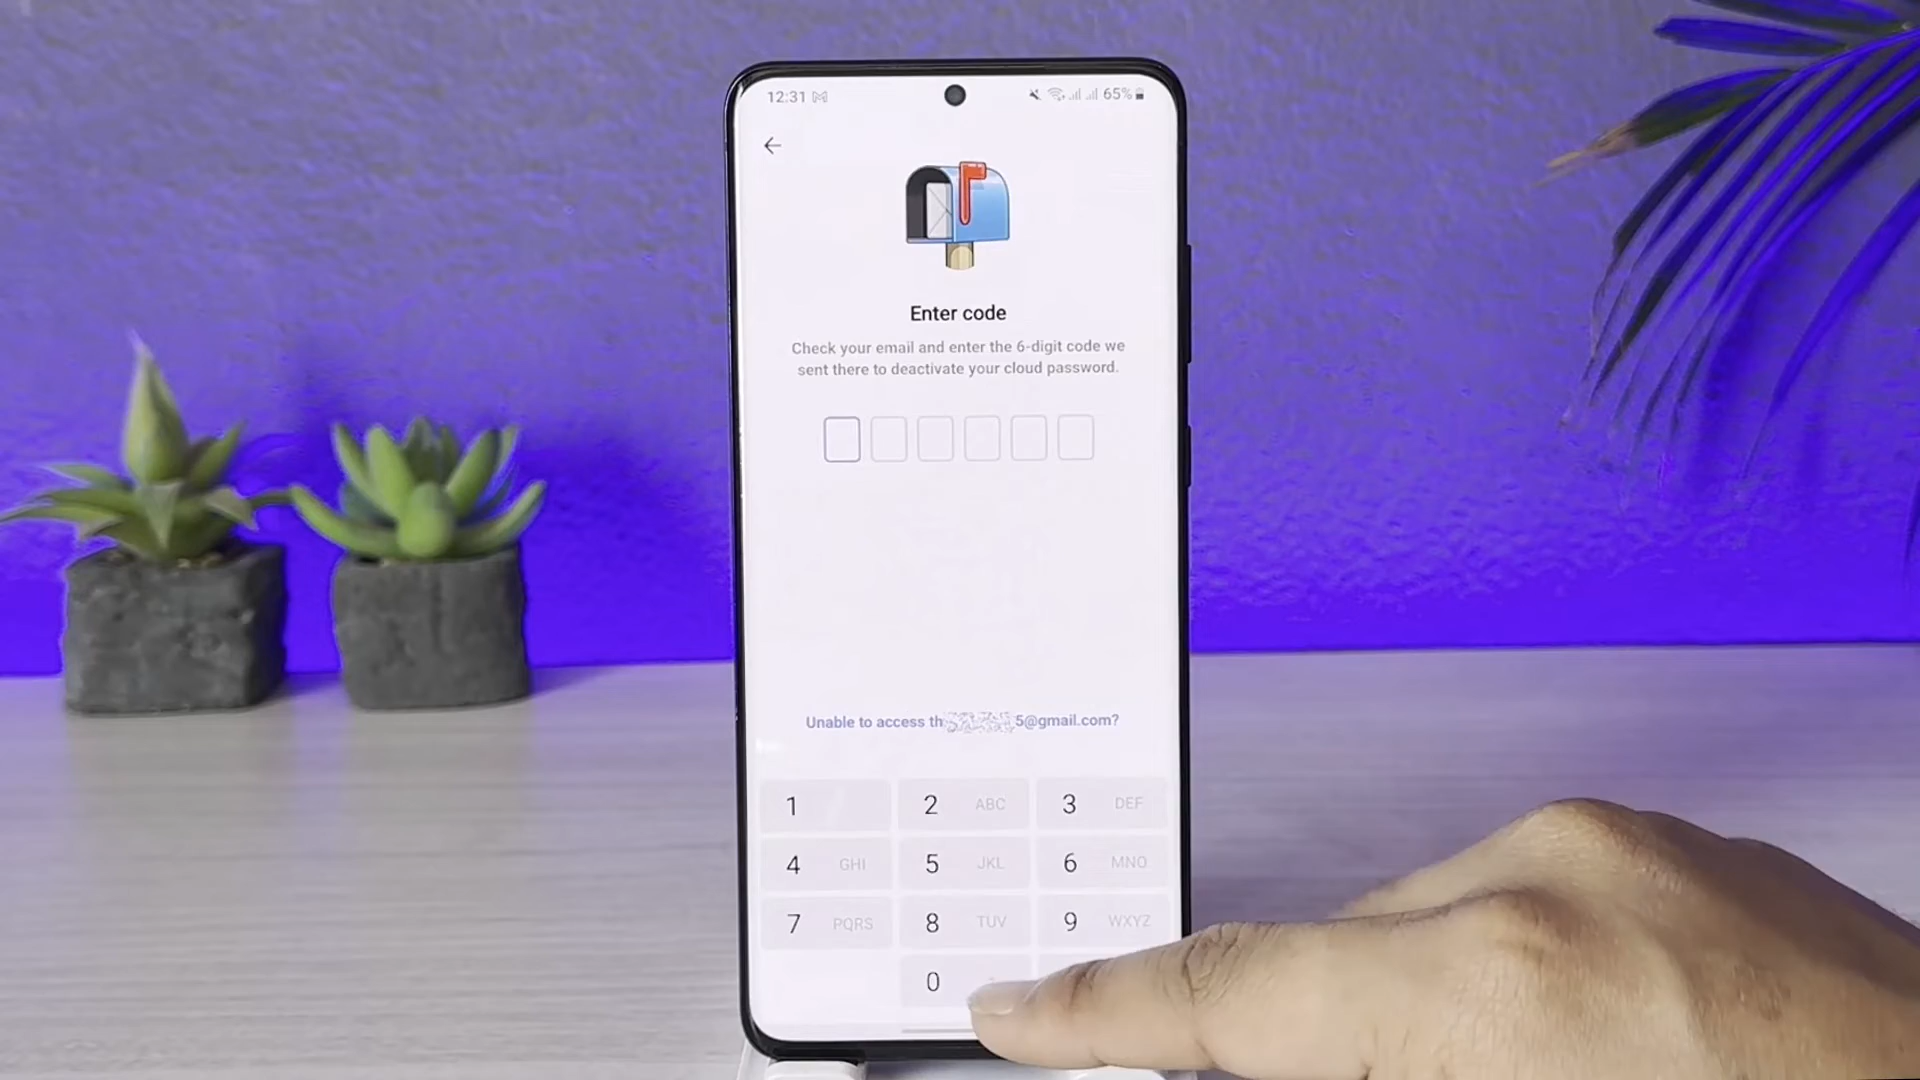 12:31 65%
Enter code
Check your email and enter the 6-digit code we
sent there to deactivate your cloud password.
Unable to access th 5@gmail.com?
1 2 ABC 3 DEF
4 GHI 5 JKL 6 MNO
7 PQRS 8 TUV 9 WXYZ
0